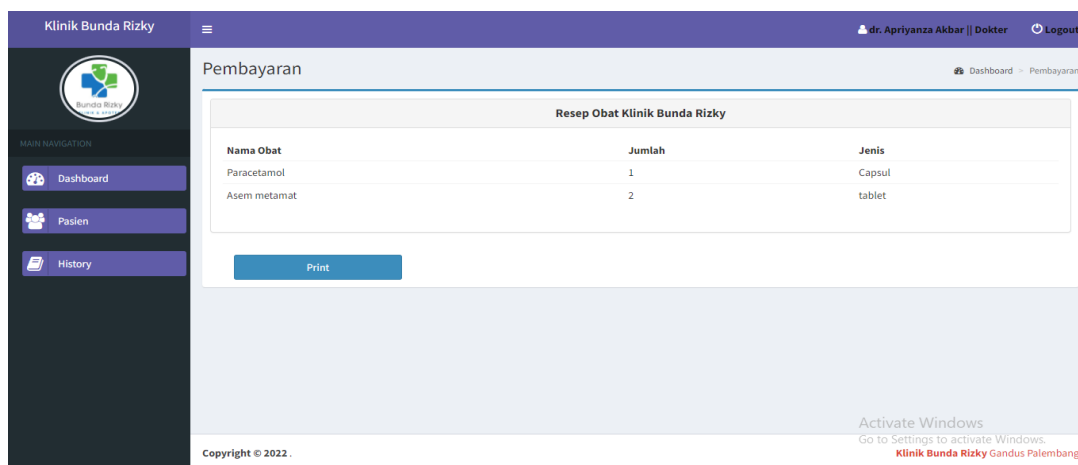 Klinik Bunda Rizky
dr. Apriyanza Akbar || Dokter Logout
Bunda Rizky
MAIN NAVIGATION
Dashboard
Pasien
History
Pembayaran
Dashboard > Pembayaran
Resep Obat Klinik Bunda Rizky
Nama Obat Jumlah Jenis
Paracetamol 1 Capsul
Asem metamat 2 tablet
Print
Activate Windows
Go to Settings to activate Windows.
Copyright © 2022 . Klinik Bunda Rizky Gandus Palembang